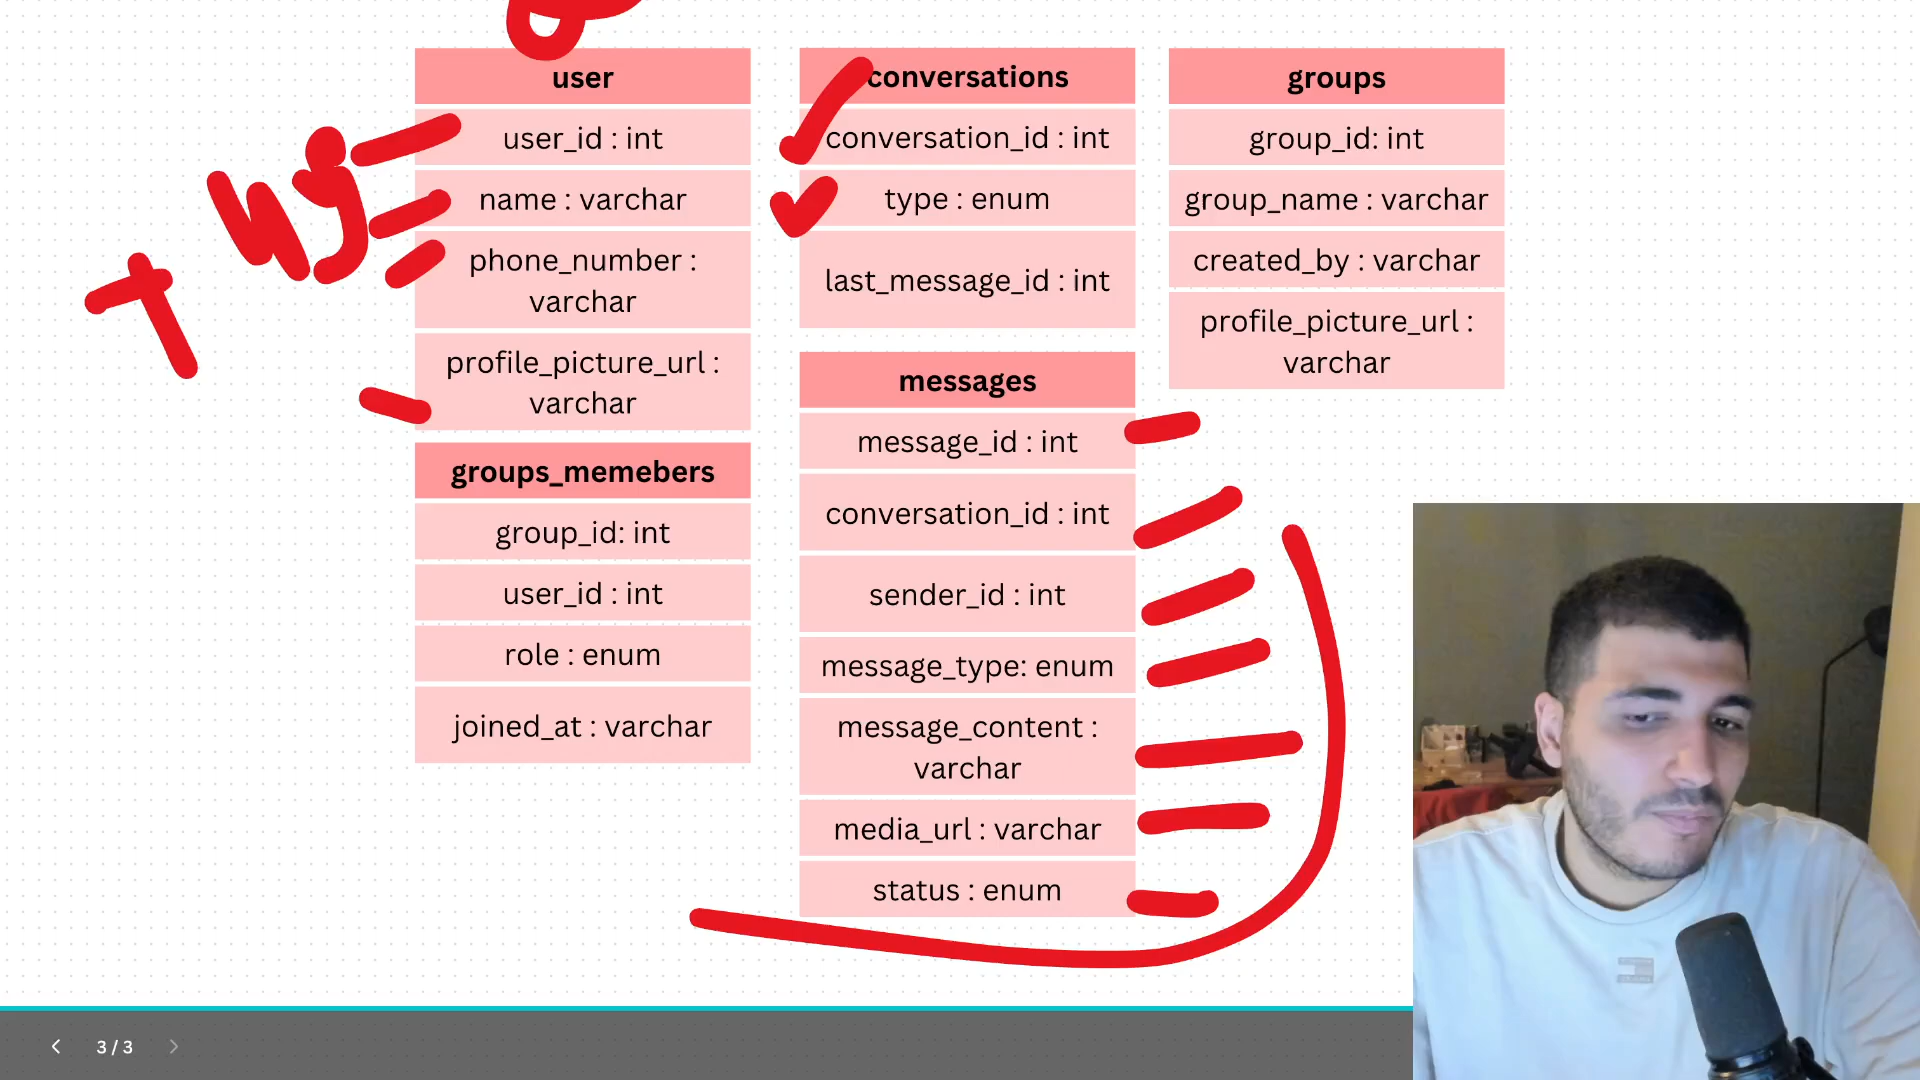 user
user_id : int
name : varchar
phone_number :
varchar
profile_picture_url :
varchar
groups_memebers
group_id: int
user_id : int
role : enum
joined_at : varchar
conversations
conversation_id : int
type : enum
last_message_id : int
messages
message_id : int
conversation_id : int
sender_id : int
message_type: enum
message_content :
varchar
media_url : varchar
status : enum
groups
group_id: int
group_name : varchar
created_by : varchar
profile_picture_url :
varchar
3 / 3